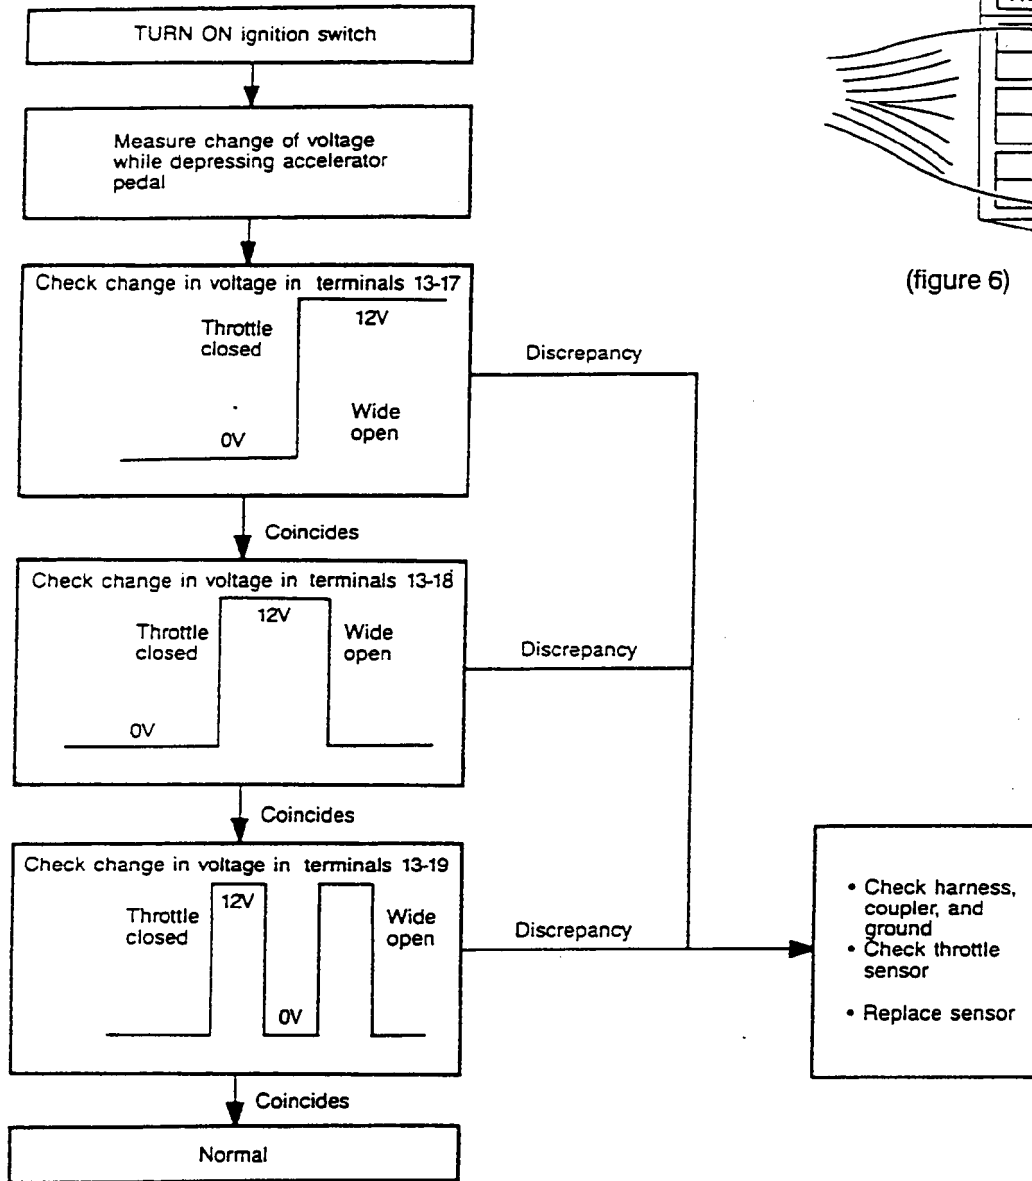 TURN ON ignition switch
Measure change of voltage
while depressing accelerator
pedal
(figure 6)
Check change in voltage in terminals 13-17
Throttle
closed
12V
Wide
open
0V
Discrepancy
Coincides
Check change in voltage in terminals 13-18
Throttle
closed
12V
Wide
open
0V
Discrepancy
Coincides
Check change in voltage in terminals 13-19
Throttle
closed
12V
Wide
open
0V
Discrepancy
• Check harness,
coupler, and
ground
• Check throttle
sensor
• Replace sensor
Coincides
Normal